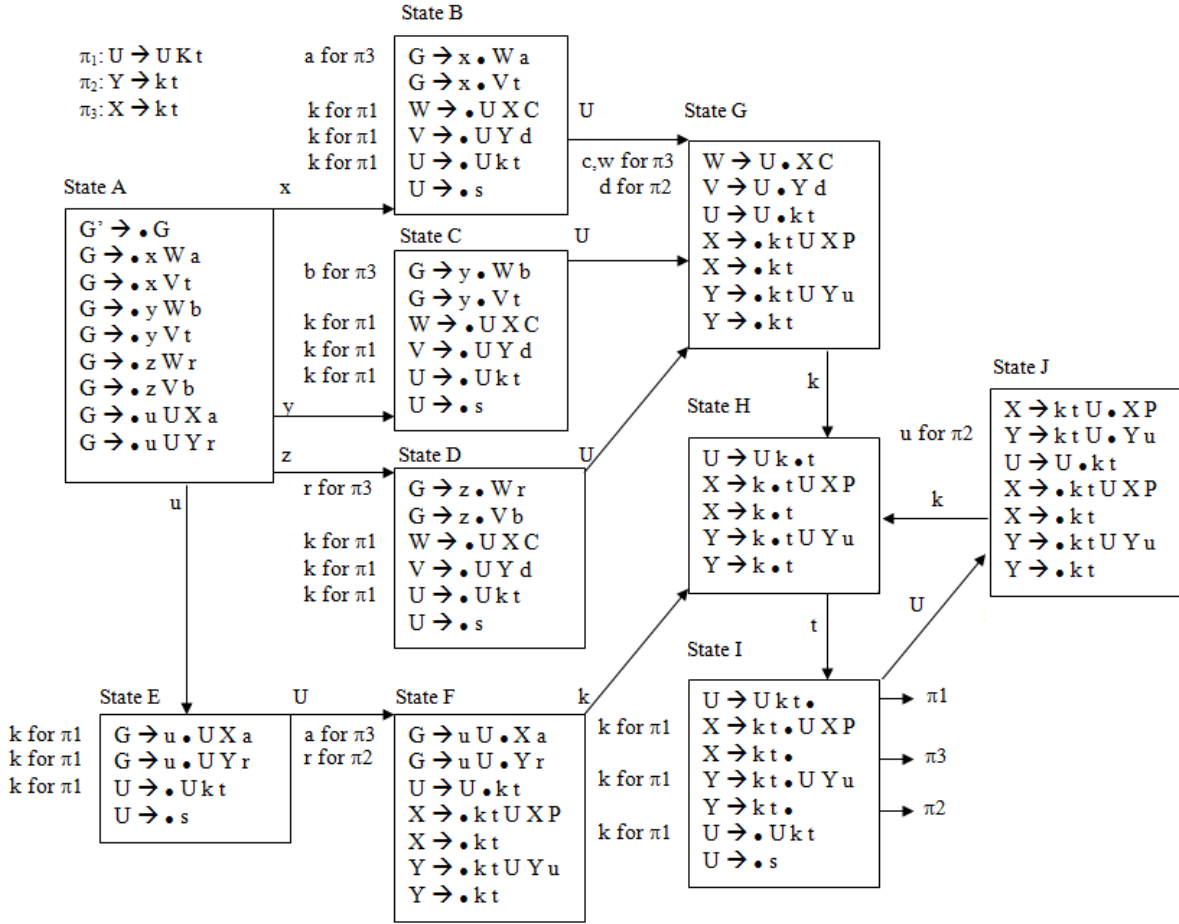 π1: U → U K t
π2: Y → k t
π3: X → k t
State A
G' → • G
G → • x W a
G → • x V t
G → • y W b
G → • y V t
G → • z W r
G → • z V b
G → • u U X a
G → • u U Y r
x
y
z
u
State B
a for π3
k for π1
k for π1
k for π1
G → x • W a
G → x • V t
W → • U X C
V → • U Y d
U → • U k t
U → • s
U
State C
b for π3
k for π1
k for π1
k for π1
G → y • W b
G → y • V t
W → • U X C
V → • U Y d
U → • U k t
U → • s
U
State D
r for π3
k for π1
k for π1
k for π1
G → z • W r
G → z • V b
W → • U X C
V → • U Y d
U → • U k t
U → • s
U
State E
k for π1
k for π1
k for π1
G → u • U X a
G → u • U Y r
U → • U k t
U → • s
U
a for π3
r for π2
State F
G → u U • X a
G → u U • Y r
U → U • k t
X → • k t U X P
X → • k t
Y → • k t U Y u
Y → • k t
k
State G
c,w for π3
d for π2
W → U • X C
V → U • Y d
U → U • k t
X → • k t U X P
X → • k t
Y → • k t U Y u
Y → • k t
k
State H
U → U k • t
X → k • t U X P
X → k • t
Y → k • t U Y u
Y → k • t
t
State I
k for π1
k for π1
k for π1
U → U k t •
X → k t • U X P
X → k t •
Y → k t • U Y u
Y → k t •
U → • U k t
U → • s
π1
π3
π2
U
State J
u for π2
k
X → k t U • X P
Y → k t U • Y u
U → U • k t
X → • k t U X P
X → • k t
Y → • k t U Y u
Y → • k t